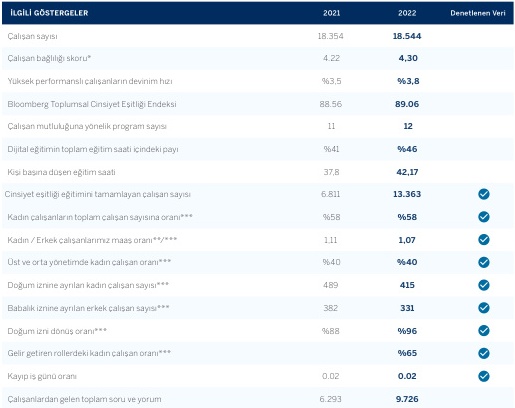 İLGİLİ GÖSTERGELER 2021 2022 Denetlenen Veri
Çalışan sayısı 18.354 18.544
Çalışan bağlılığı skoru* 4.22 4,30
Yüksek performanslı çalışanların devinim hızı %3,5 %3,8
Bloomberg Toplumsal Cinsiyet Eşitliği Endeksi 88.56 89.06
Çalışan mutluluğuna yönelik program sayısı 11 12
Dijital eğitimin toplam eğitim saati içindeki payı %41 %46
Kişi başına düşen eğitim saati 37,8 42,17
Cinsiyet eşitliği eğitimini tamamlayan çalışan sayısı 6.811 13.363
Kadın çalışanların toplam çalışan sayısına oranı*** %58 %58
Kadın / Erkek çalışanlarımız maaş oranı**/*** 1,11 1,07
Üst ve orta yönetimde kadın çalışan oranı*** %40 %40
Doğum iznine ayrılan kadın çalışan sayısı*** 489 415
Babalık iznine ayrılan erkek çalışan sayısı*** 382 331
Doğum izni dönüş oranı*** %88 %96
Gelir getiren rollerdeki kadın çalışan oranı*** %65
Kayıp iş günü oranı 0.02 0.02
Çalışanlardan gelen toplam soru ve yorum 6.293 9.726